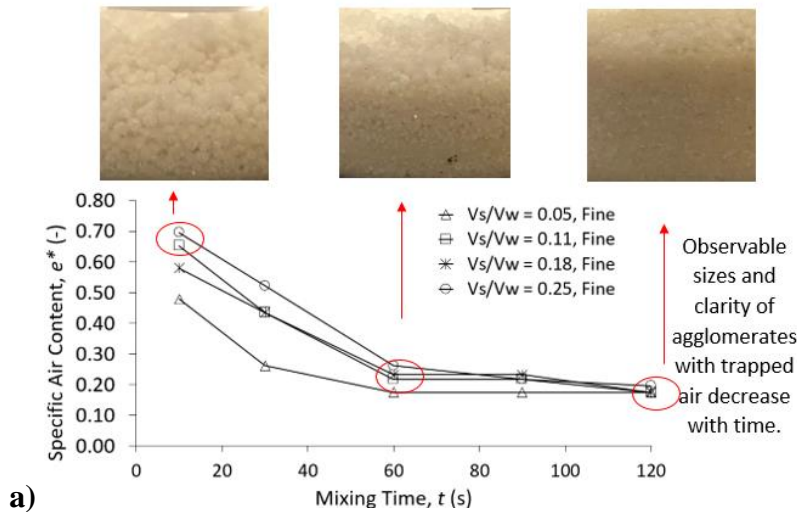 0.80
0.70
0.60
0.50
0.40
0.30
0.20
0.10
0.00
Specific Air Content, e* (-)
Vs/Vw = 0.05, Fine
Vs/Vw = 0.11, Fine
Vs/Vw = 0.18, Fine
Vs/Vw = 0.25, Fine
Observable
sizes and
clarity of
agglomerates
with trapped
air decrease
with time.
0 20 40 60 80 100 120
Mixing Time, t (s)
a)